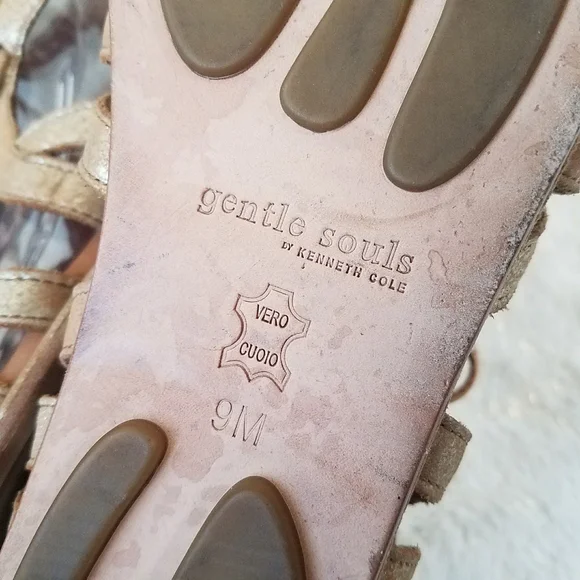 gentle souls
BY KENNETH COLE
VERO
CUOIO
9M